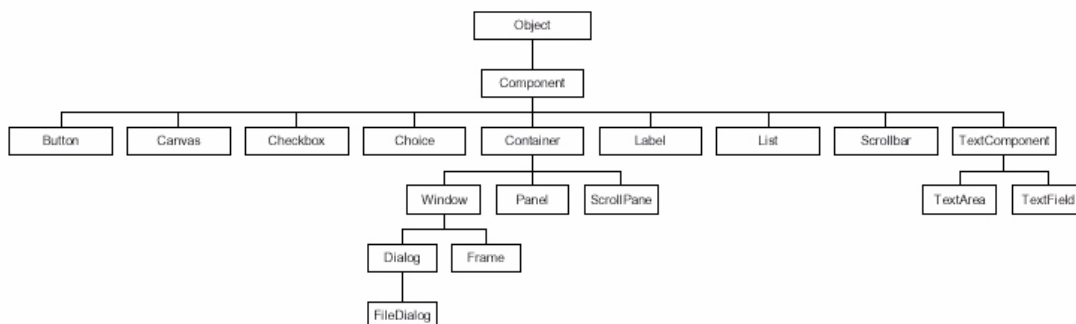 Object
Component
Button Canvas Checkbox Choice Container Label List Scrollbar TextComponent
Window Panel ScrollPane TextArea TextField
Dialog Frame
FileDialog